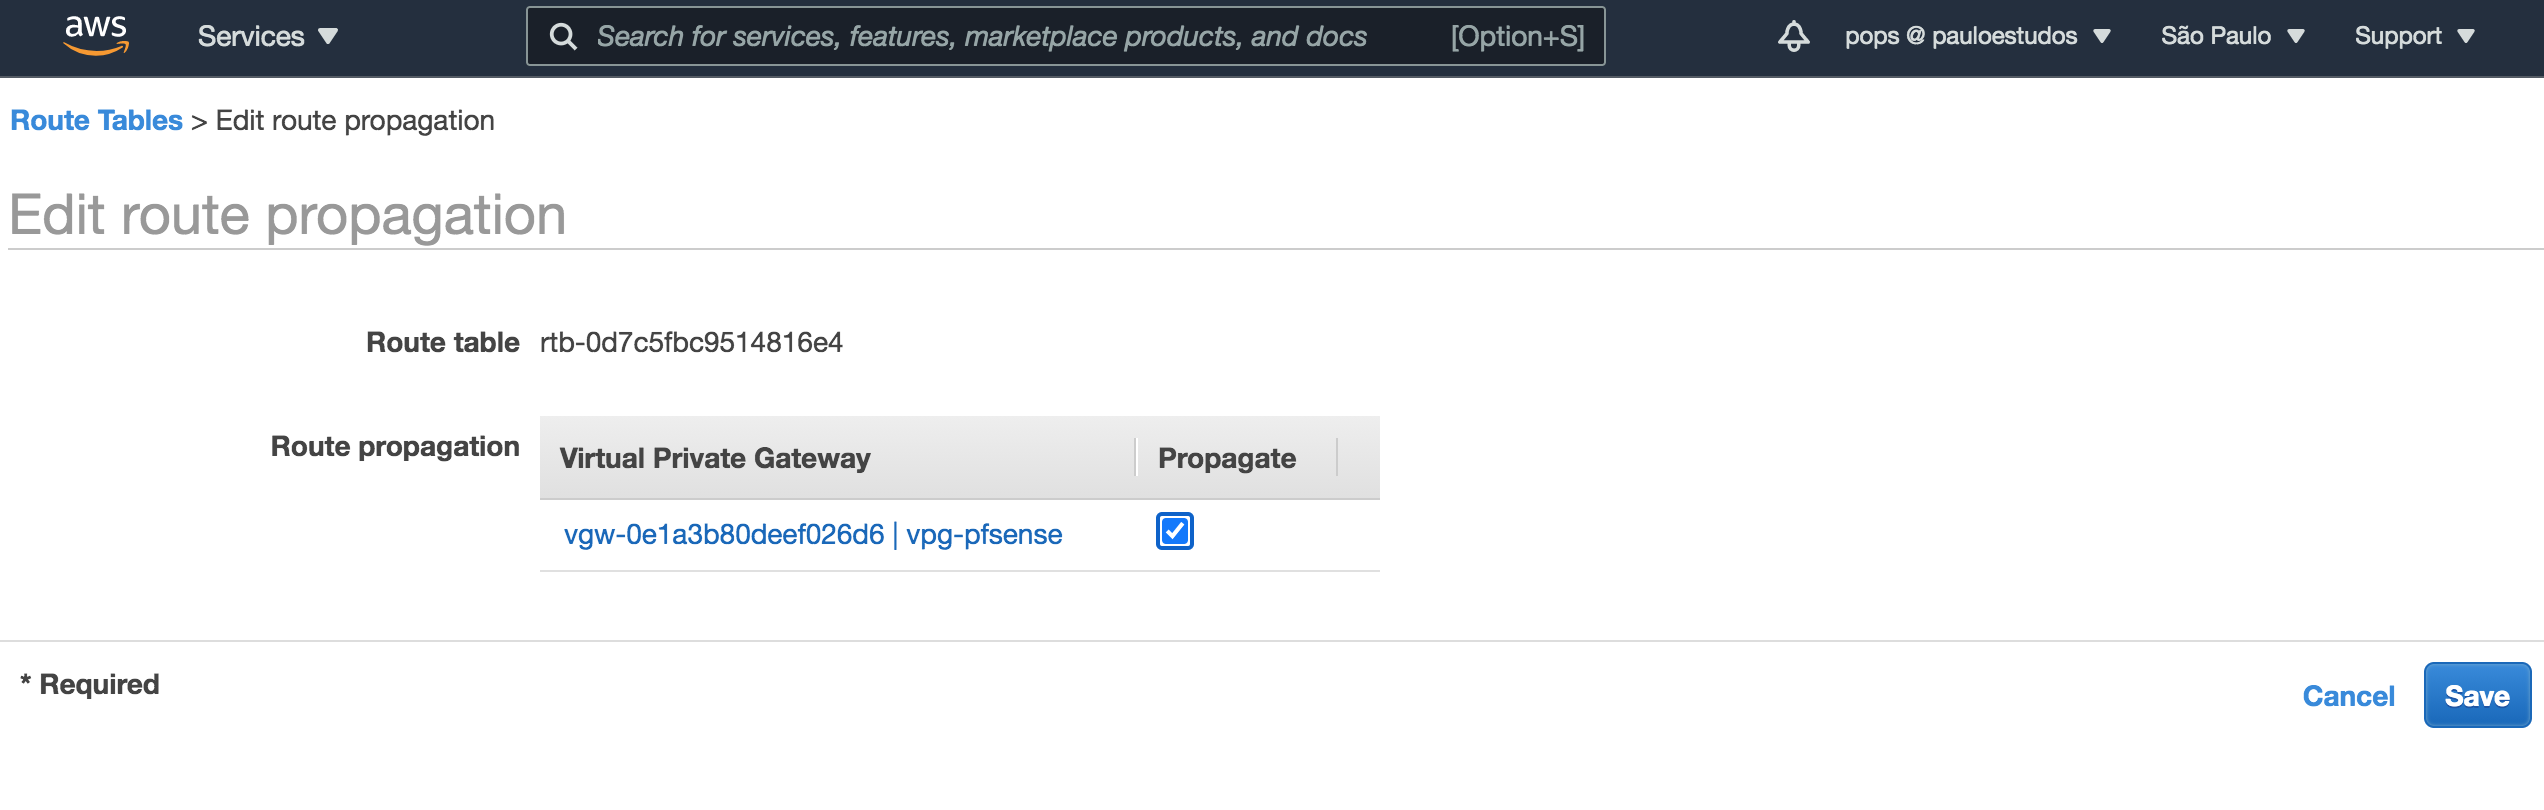 aws Services Search for services, features, marketplace products, and docs [Option+S] pops @ pauloestudos São Paulo Support
Route Tables > Edit route propagation
Edit route propagation
Route table rtb-0d7c5fbc9514816e4
Route propagation
Virtual Private Gateway Propagate
vgw-0e1a3b80deef026d6 | vpg-pfsense
* Required
Cancel Save